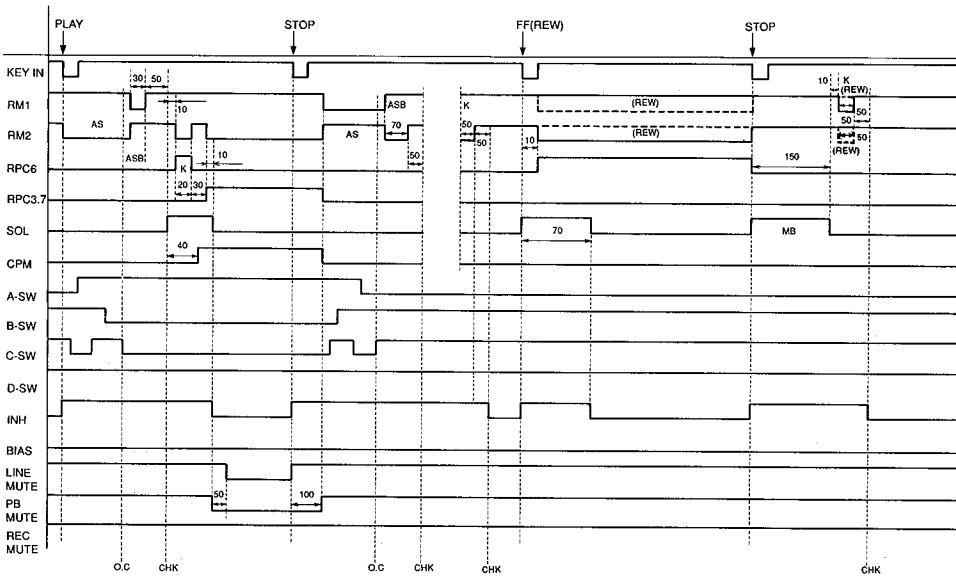 PLAY STOP FF(REW) STOP
KEY IN
30 50 10 K
(REW)
RM1 10 ASB K (REW) 50
AS AS 70 50 50
RM2 50 10 (REW) 50
ASB 10 50 (REW)
RPC6 K 150
20 30
RPC3.7
SOL 70 MB
40
CPM
A-SW
B-SW
C-SW
D-SW
INH
BIAS
LINE
MUTE 50 100
PB
MUTE
REC
MUTE
O.C CHK O.C CHK CHK CHK